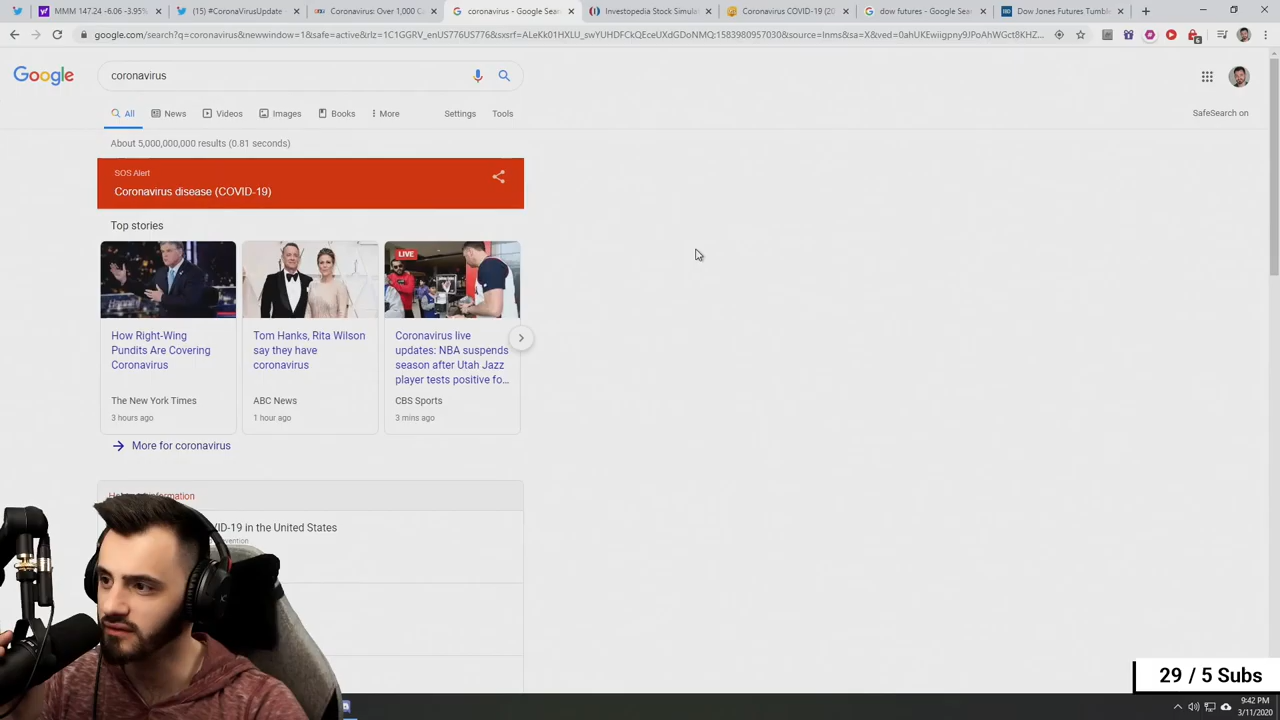 MMM 147.24 -6.06 -3.95%
(15) #CoronaVirusUpdate
Coronavirus: Over 1,000 C
coronavirus - Google Sear
Investopedia Stock Simula
Coronavirus COVID-19 (20
dow futures - Google Sea
Dow Jones Futures Tumble
Google
coronavirus
All
News
Videos
Images
Books
More
Settings
Tools
SafeSearch on
About 5,000,000,000 results (0.81 seconds)
SOS Alert
Coronavirus disease (COVID-19)
Top stories
LIVE
How Right-Wing
Pundits Are Covering
Coronavirus
The New York Times
3 hours ago
Tom Hanks, Rita Wilson
say they have
coronavirus
ABC News
1 hour ago
Coronavirus live
updates: NBA suspends
season after Utah Jazz
player tests positive fo...
CBS Sports
3 mins ago
More for coronavirus
information
VID-19 in the United States
29 / 5 Subs
9:42 PM
3/11/2020